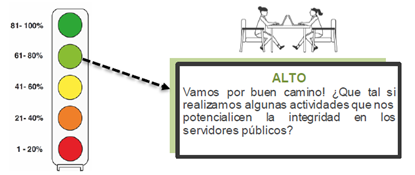 81- 100%
61- 80%
41- 60%
21- 40%
1 - 20%
ALTO
Vamos por buen camino! ¿Que tal si
realizamos algunas actividades que nos
potencialicen la integridad en los
servidores públicos?